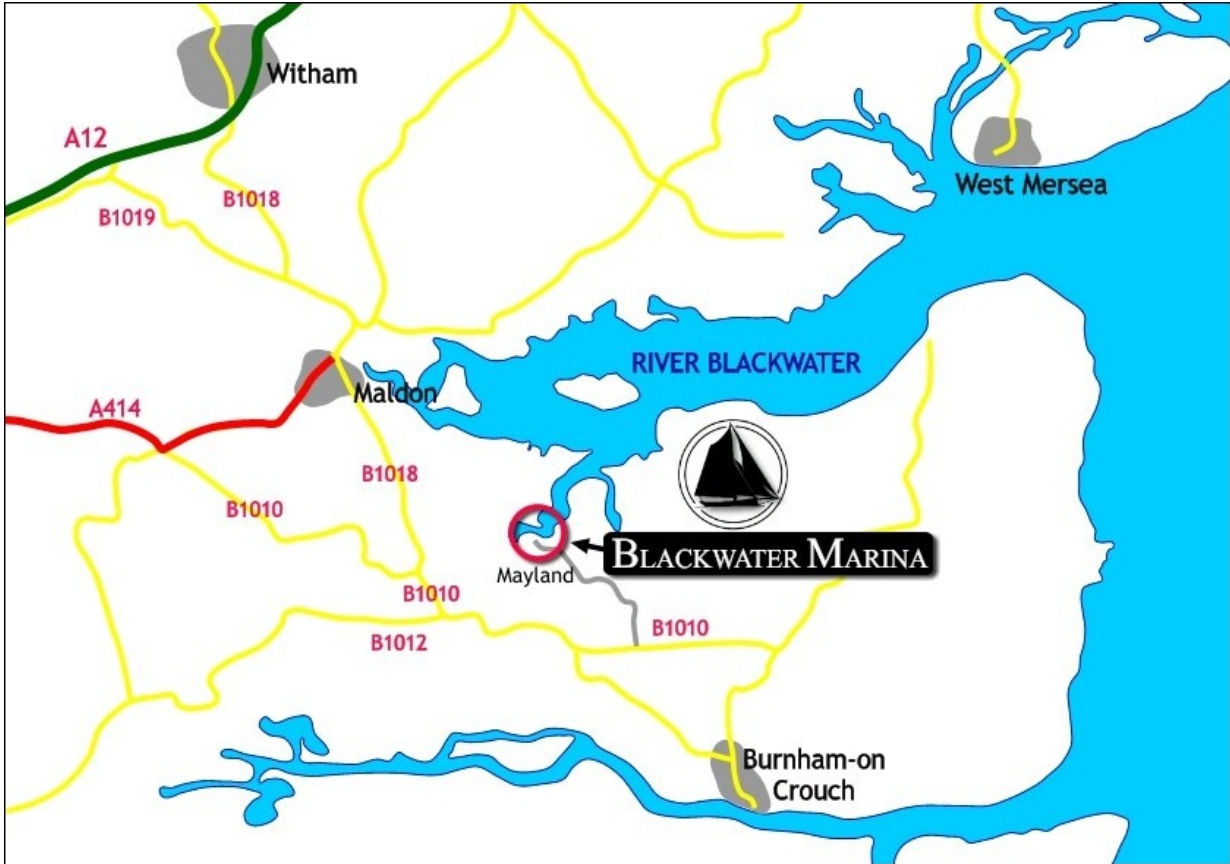 Witham
A12
B1019
B1018
West Mersea
RIVER BLACKWATER
Maldon
A414
B1018
B1010
BLACKWATER MARINA
Mayland
B1010
B1010
B1012
Burnham-on
Crouch